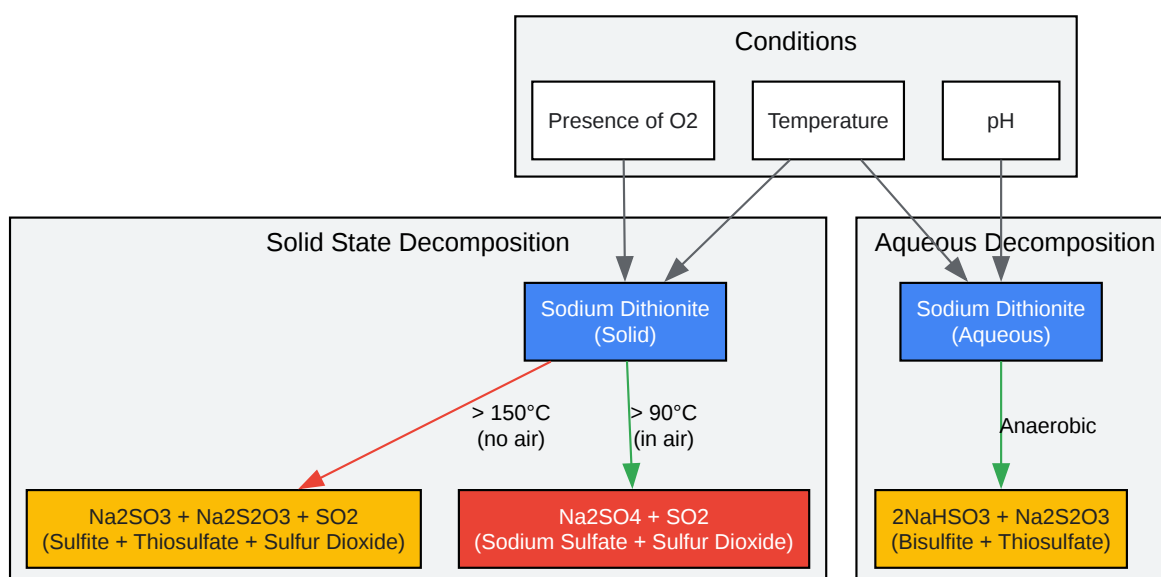 Conditions
Presence of O2
Temperature
pH
Solid State Decomposition
Aqueous Decomposition
Sodium Dithionite
(Solid)
Sodium Dithionite
(Aqueous)
> 150°C
(no air)
> 90°C
(in air)
Anaerobic
Na2SO3 + Na2S2O3 + SO2
(Sulfite + Thiosulfate + Sulfur Dioxide)
Na2SO4 + SO2
(Sodium Sulfate + Sulfur Dioxide)
2NaHSO3 + Na2S2O3
(Bisulfite + Thiosulfate)